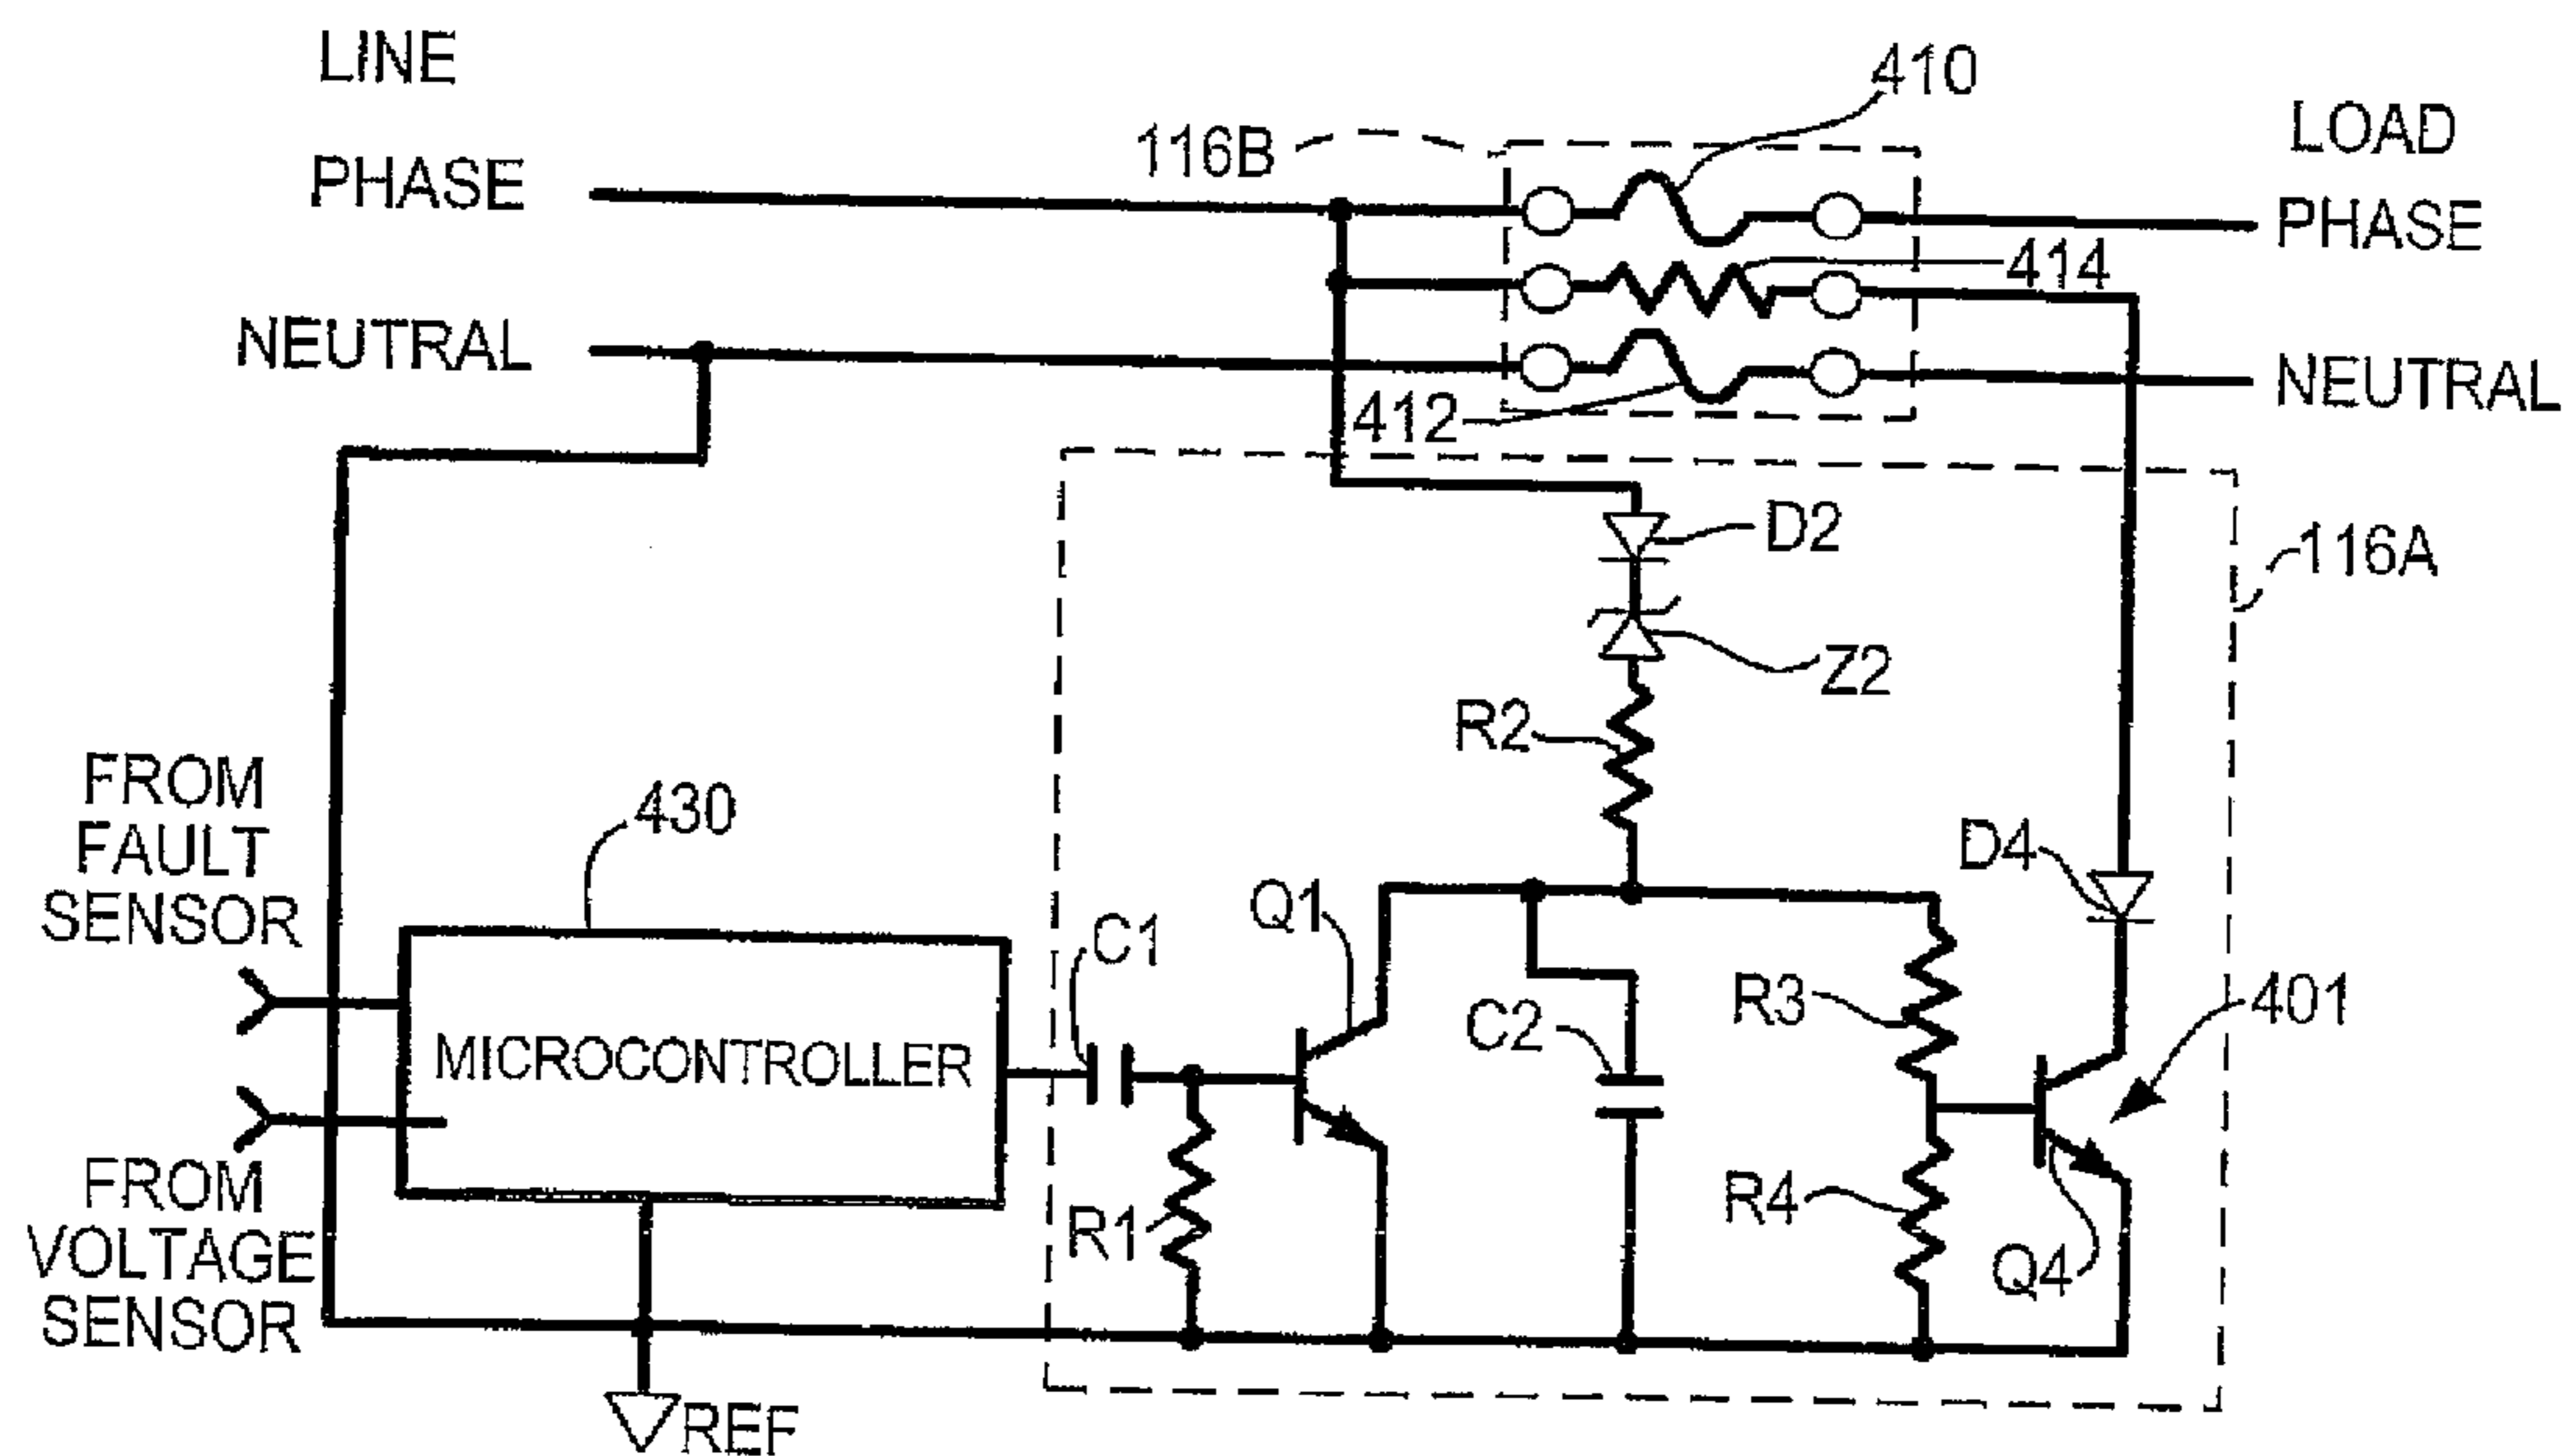 LINE
410
LOAD
116B
PHASE
PHASE
414
NEUTRAL
NEUTRAL
412
D2
116A
Z2
R2
FROM
FAULT
SENSOR
430
D4
Q1
C1
R3
401
C2
MICROCONTROLLER
FROM
VOLTAGE
SENSOR
R1
R4
Q4
REF